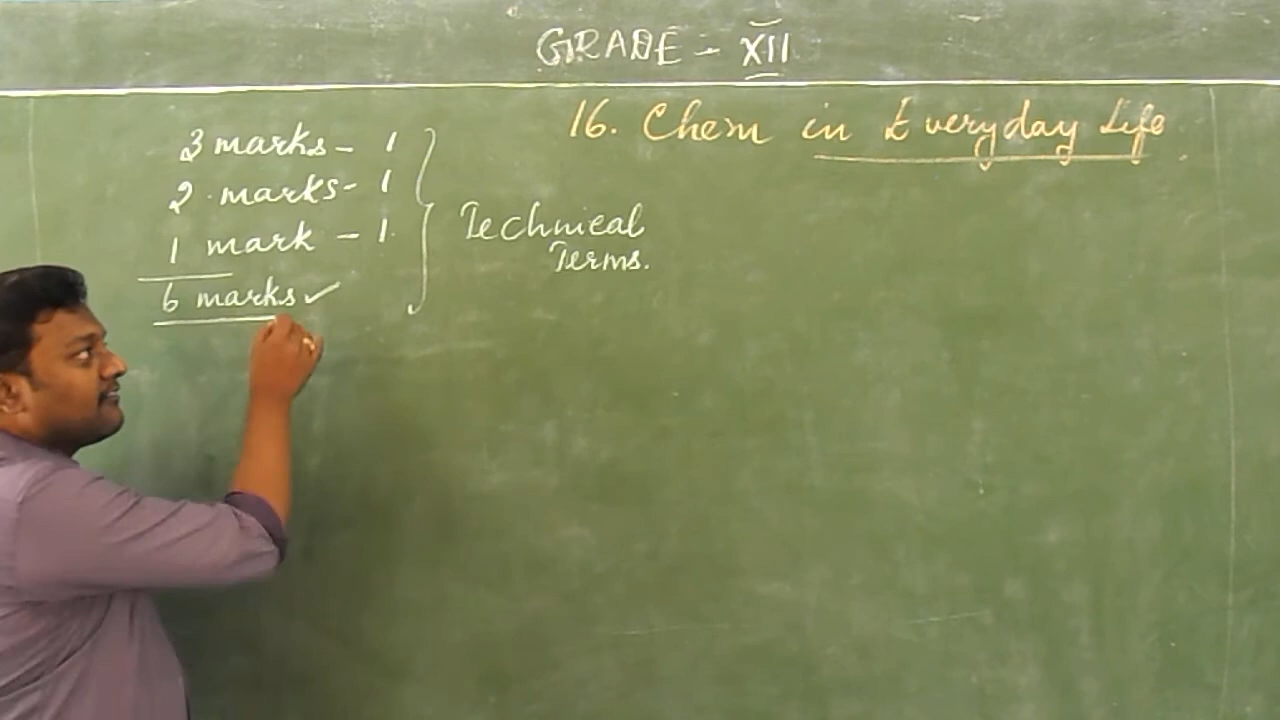 GRADE - XII
16. Chem in Everyday Life.
3 marks - 1
2 marks - 1
1 mark - 1.
6 marks ✓
Technical
Terms.